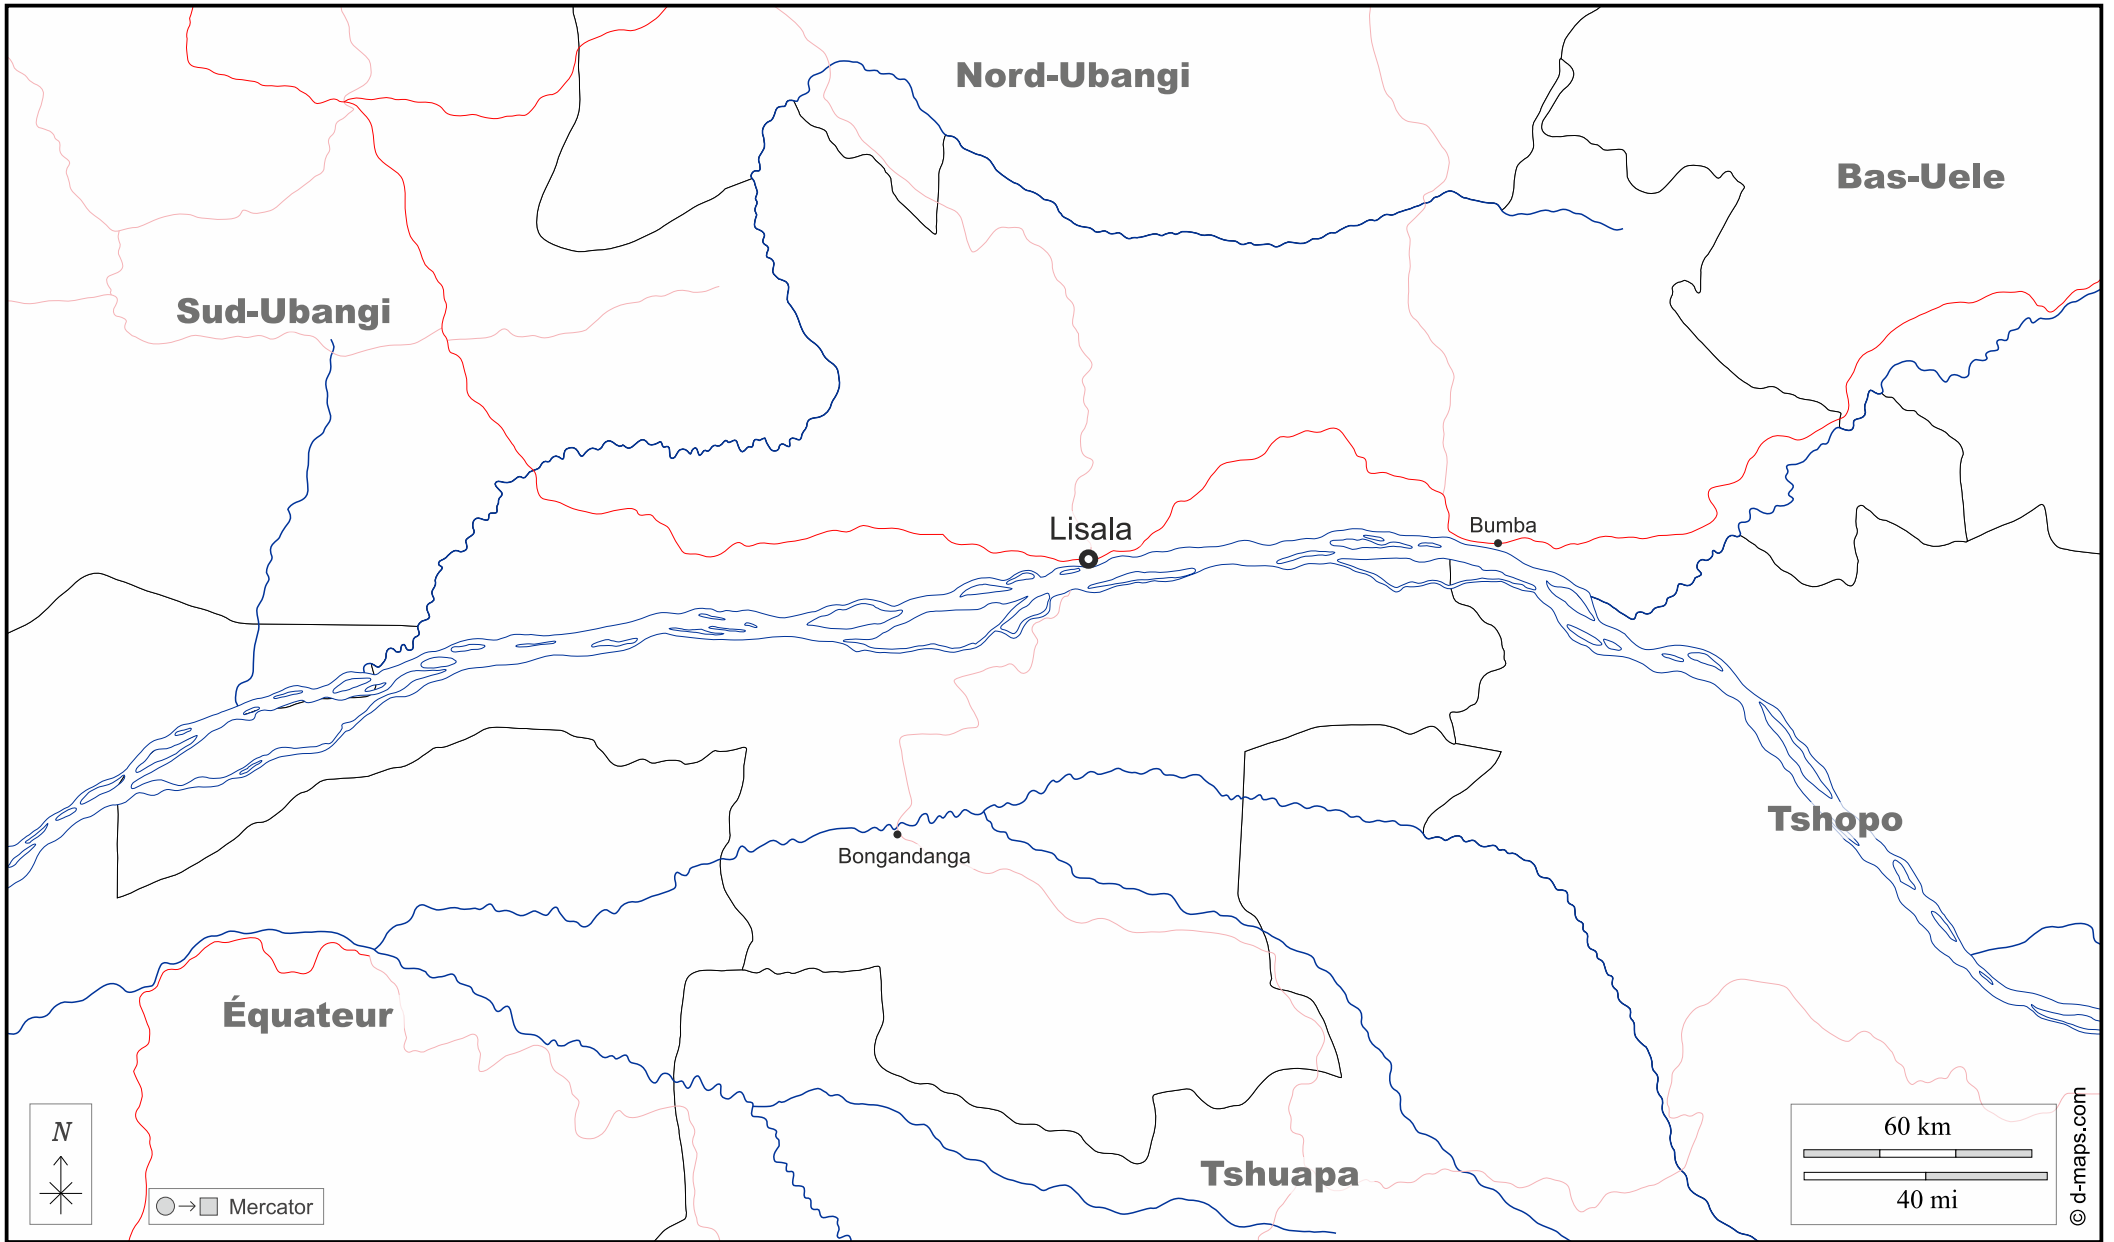 Nord-Ubangi
Bas-Uele
Sud-Ubangi
Lisala
Bumba
Tshopo
Bongandanga
Équateur
Tshuapa
N
Mercator
60 km
40 mi
© d-maps.com